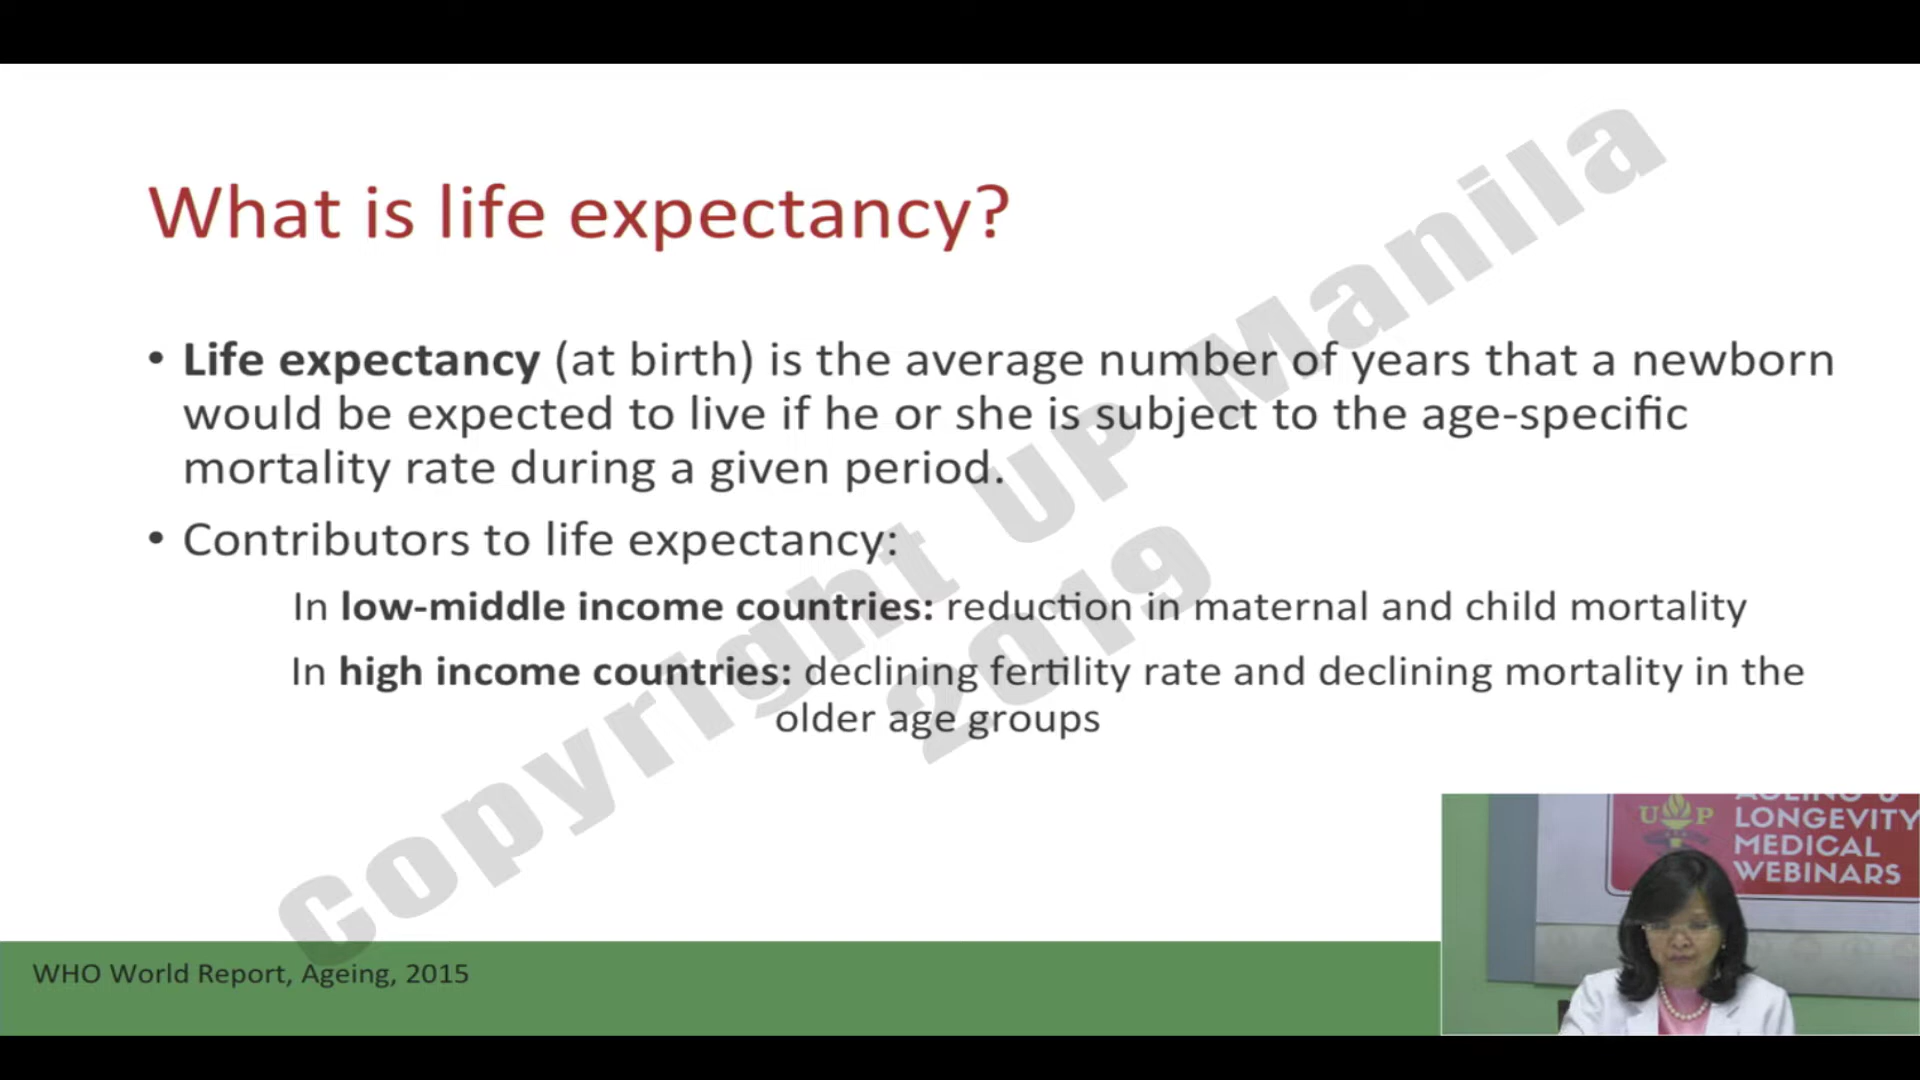 What is life expectancy?
• Life expectancy (at birth) is the average number of years that a newborn
would be expected to live if he or she is subject to the age-specific
mortality rate during a given period.
• Contributors to life expectancy:
In low-middle income countries: reduction in maternal and child mortality
In high income countries: declining fertility rate and declining mortality in the
older age groups
Copyright UP Manila
2019
WHO World Report, Ageing, 2015
UP
AGEING &
LONGEVITY
MEDICAL
WEBINARS